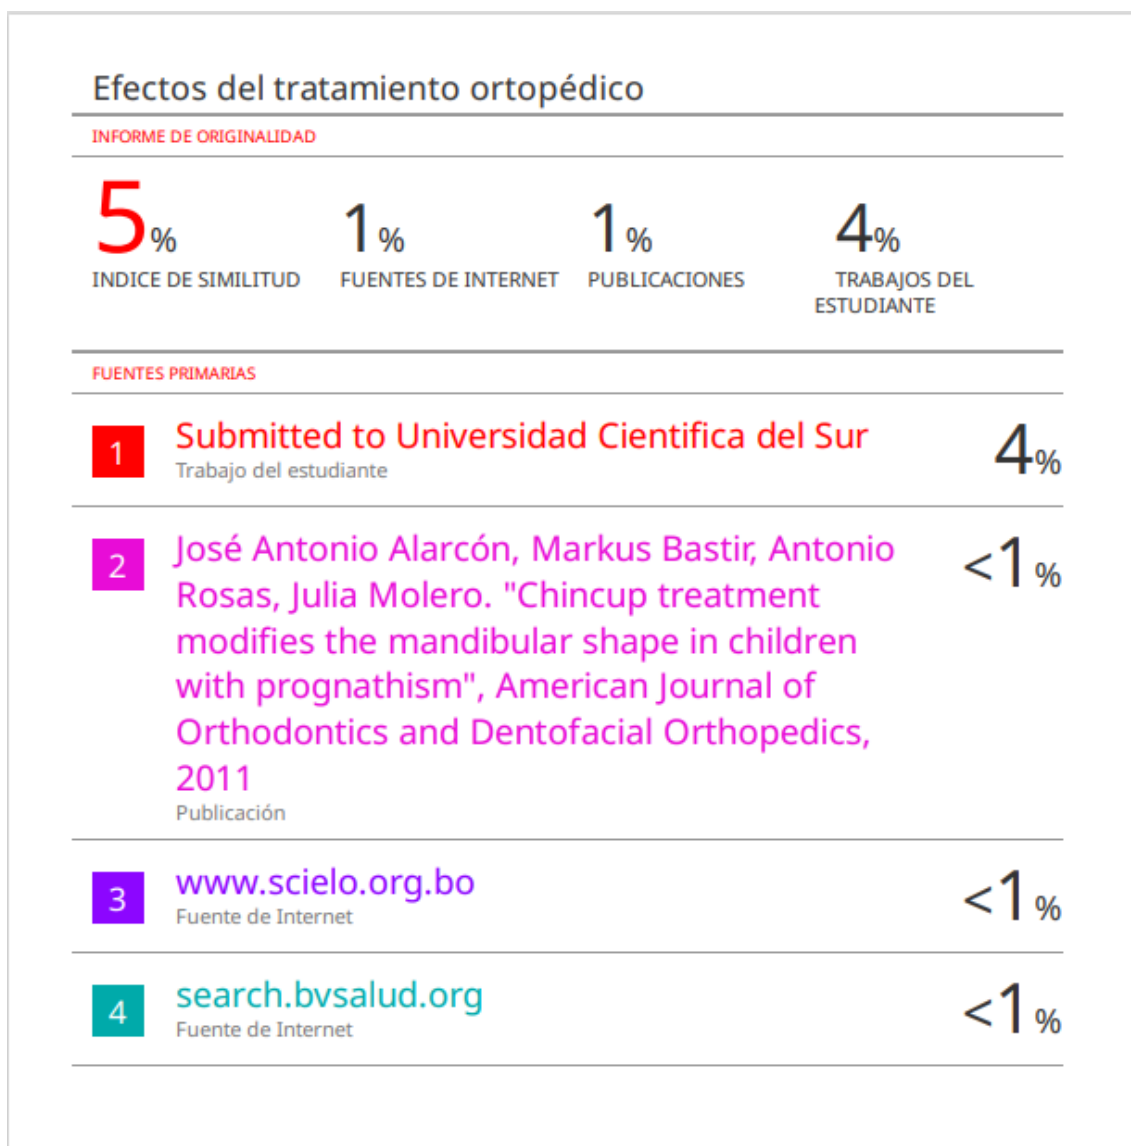 Efectos del tratamiento ortopédico
INFORME DE ORIGINALIDAD
5%
INDICE DE SIMILITUD
1%
FUENTES DE INTERNET
1%
PUBLICACIONES
4%
TRABAJOS DEL
ESTUDIANTE
FUENTES PRIMARIAS
1
Submitted to Universidad Cientifica del Sur
Trabajo del estudiante
4%
2
José Antonio Alarcón, Markus Bastir, Antonio
Rosas, Julia Molero. "Chincup treatment
modifies the mandibular shape in children
with prognathism", American Journal of
Orthodontics and Dentofacial Orthopedics,
2011
Publicación
<1%
3
www.scielo.org.bo
Fuente de Internet
<1%
4
search.bvsalud.org
Fuente de Internet
<1%